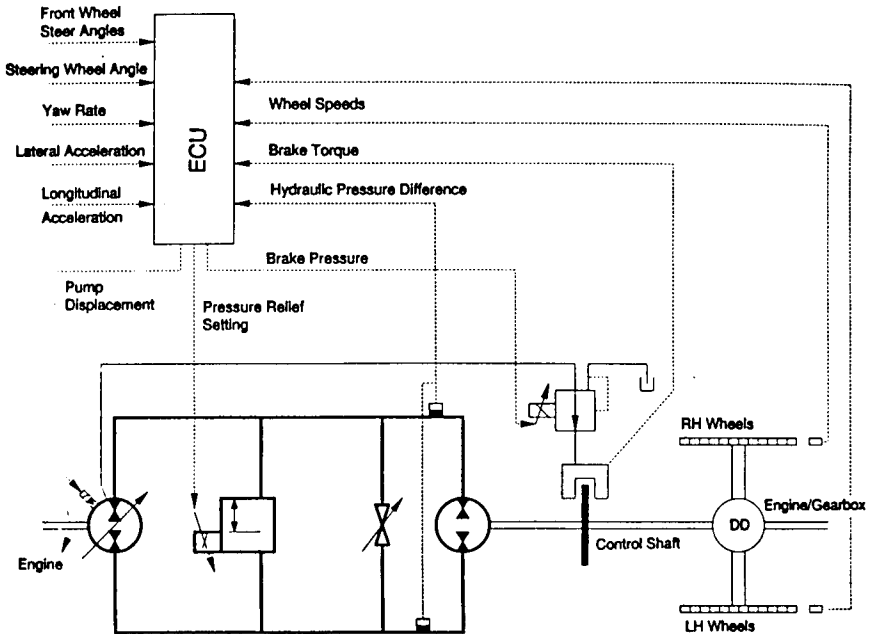 Front Wheel
Steer Angles
Steering Wheel Angle
Yaw Rate
Lateral Acceleration
Longitudinal
Acceleration
ECU
Wheel Speeds
Brake Torque
Hydraulic Pressure Difference
Brake Pressure
Pump
Displacement
Pressure Relief
Setting
RH Wheels
Engine/Gearbox
DD
Control Shaft
Engine
LH Wheels